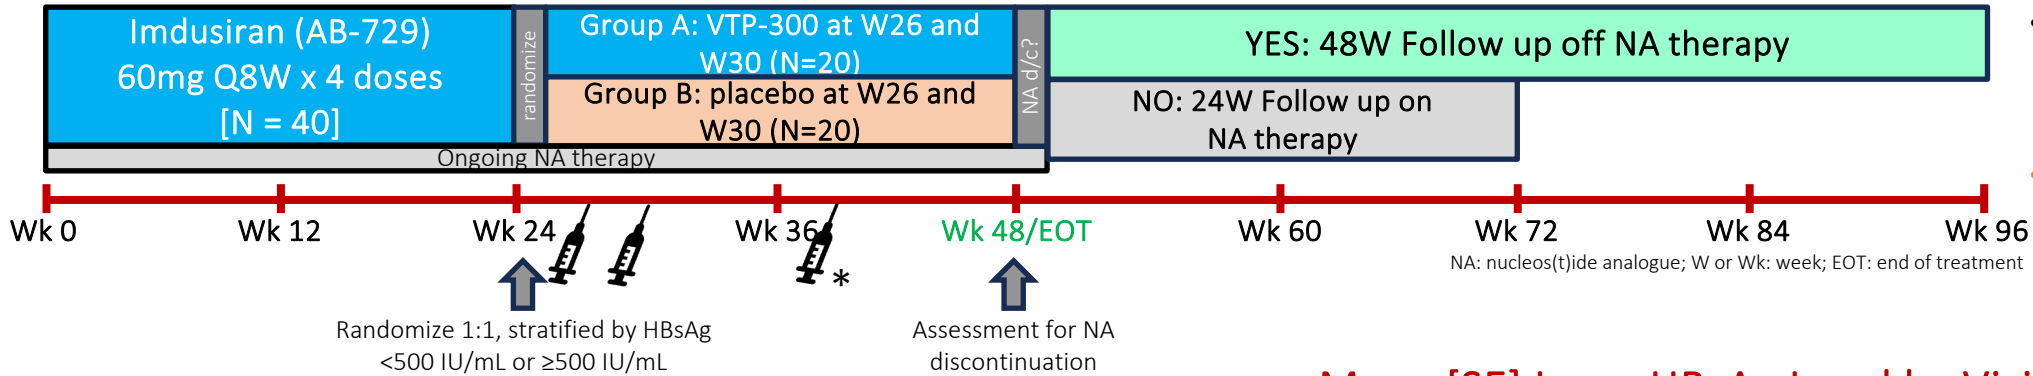 Imdusiran (AB-729)
60mg Q8W x 4 doses
[N = 40]
randomize
Group A: VTP-300 at W26 and
W30 (N=20)
Group B: placebo at W26 and
W30 (N=20)
NA d/c?
YES: 48W Follow up off NA therapy
NO: 24W Follow up on
NA therapy
Ongoing NA therapy
Wk 0
Wk 12
Wk 24
Wk 36
Wk 48/EOT
Wk 60
Wk 72
Wk 84
Wk 96
*
NA: nucleos(t)ide analogue; W or Wk: week; EOT: end of treatment
Randomize 1:1, stratified by HBsAg
<500 IU/mL or ≥500 IU/mL
Assessment for NA
discontinuation